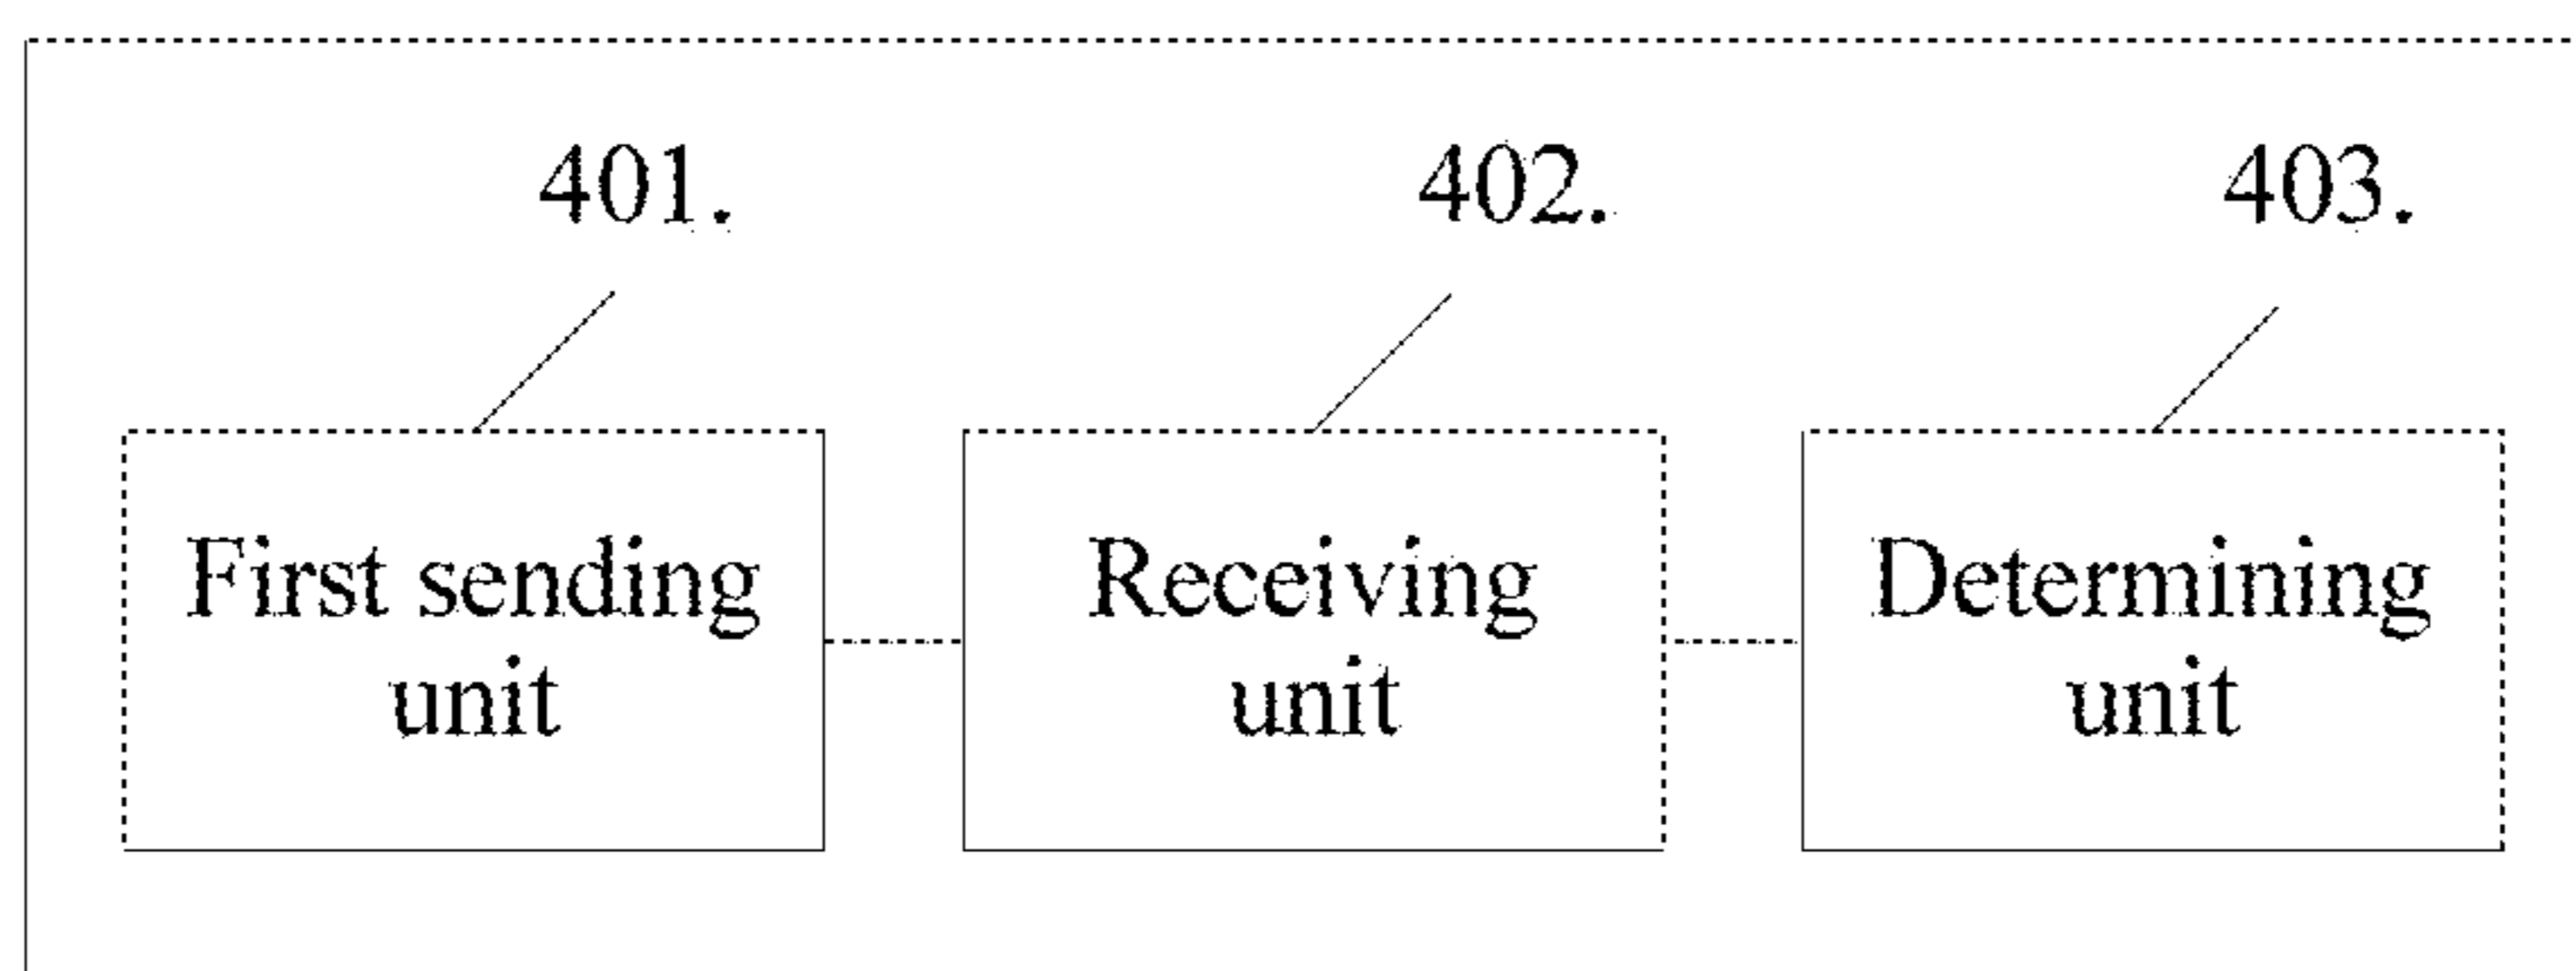 401. 402. 403.
First sending
unit
Receiving
unit
Determining
unit